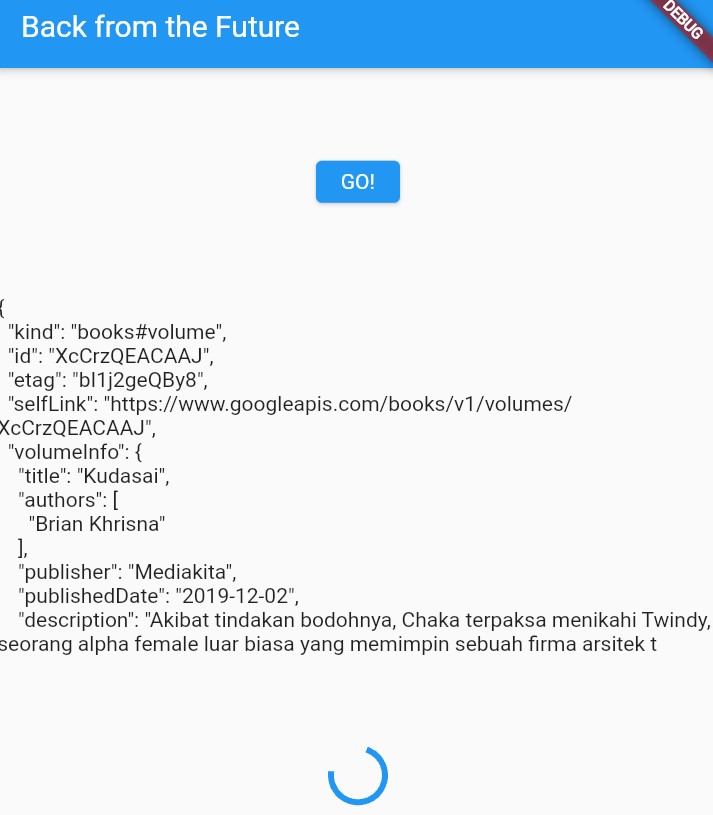 Back from the Future
DEBUG
GO!
{
"kind": "books#volume",
"id": "XcCrzQEACAAJ",
"etag": "bI1j2geQBy8",
"selfLink": "https://www.googleapis.com/books/v1/volumes/
XcCrzQEACAAJ",
"volumeInfo": {
"title": "Kudasai",
"authors": [
"Brian Khrisna"
],
"publisher": "Mediakita",
"publishedDate": "2019-12-02",
"description": "Akibat tindakan bodohnya, Chaka terpaksa menikahi Twindy,
seorang alpha female luar biasa yang memimpin sebuah firma arsitek t